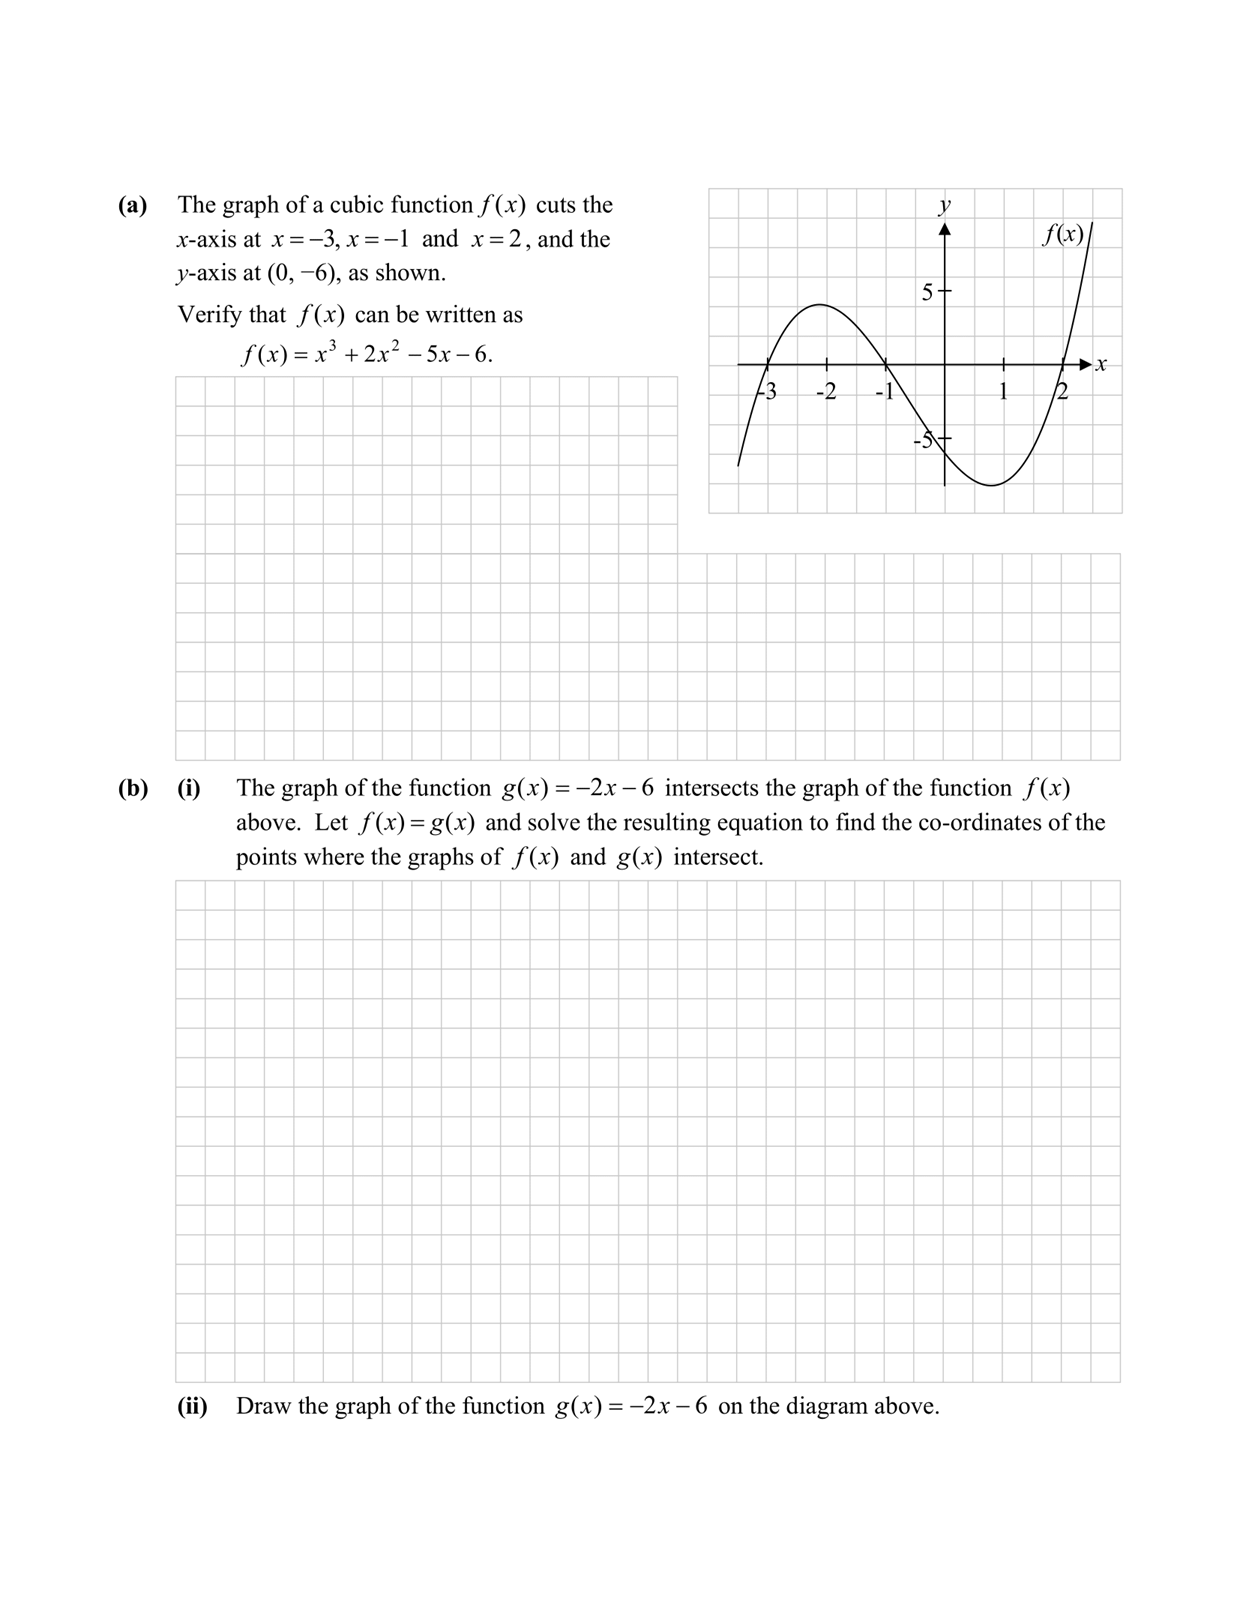 (a) The graph of a cubic function f(x) cuts the
x-axis at x = −3, x = −1 and x = 2, and the
y-axis at (0, −6), as shown.
Verify that f(x) can be written as
f(x) = x³ + 2x² − 5x − 6.
y
f(x)
5
x
-3 -2 -1 1 2
-5
(b) (i) The graph of the function g(x) = −2x − 6 intersects the graph of the function f(x)
above. Let f(x) = g(x) and solve the resulting equation to find the co-ordinates of the
points where the graphs of f(x) and g(x) intersect.
(ii) Draw the graph of the function g(x) = −2x − 6 on the diagram above.